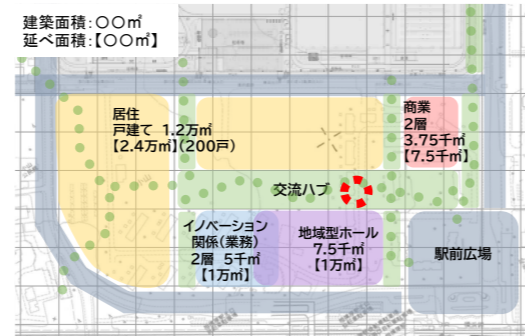 建築面積:〇〇㎡
延べ面積:【〇〇㎡】
居住
戸建て 1.2万㎡
【2.4万㎡】(200戸)
商業
2層
3.75千㎡
【7.5千㎡】
交流ハブ
イノベーション
関係(業務)
2層 5千㎡
【1万㎡】
地域型ホール
7.5千㎡
【1万㎡】
駅前広場